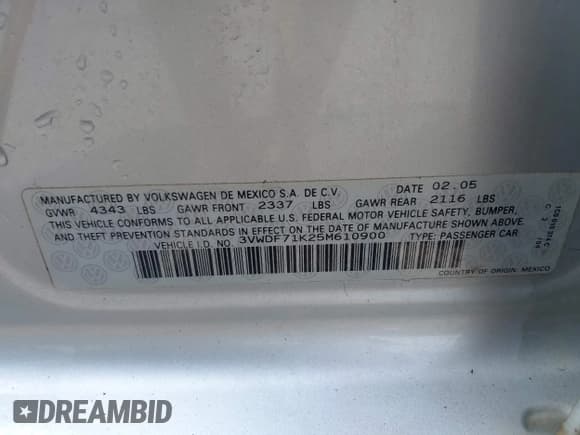 MANUFACTURED BY VOLKSWAGEN DE MEXICO S.A. DE C.V. DATE 02.05
GVWR 4343 LBS GAWR FRONT 2337 LBS GAWR REAR 2116 LBS
THIS VEHICLE CONFORMS TO ALL APPLICABLE U.S. FEDERAL MOTOR VEHICLE SAFETY, BUMPER,
AND THEFT PREVENTION STANDARDS IN EFFECT ON THE DATE OF MANUFACTURE SHOWN ABOVE.
VEHICLE I.D. NO. 3VWDF71K25M610900 TYPE: PASSENGER CAR
COUNTRY OF ORIGIN: MEXICO
DREAMBID